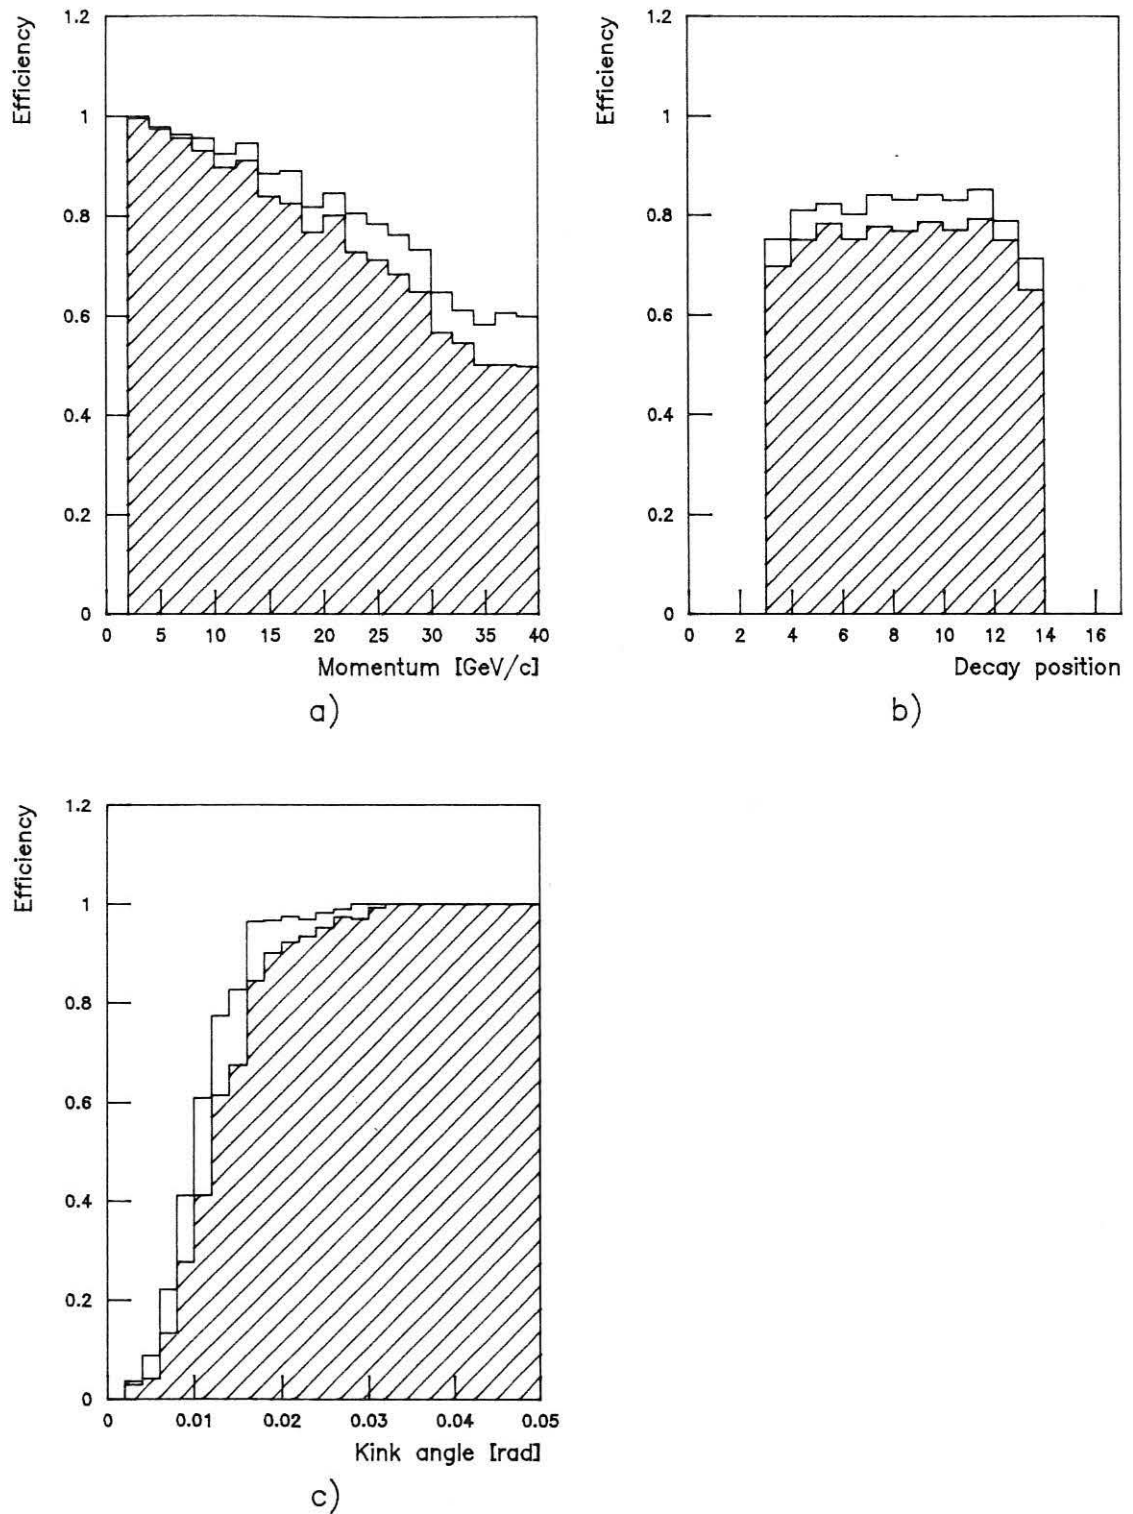 Efficiency
1.2
1
0.8
0.6
0.4
0.2
0
0 5 10 15 20 25 30 35 40
Momentum [GeV/c]
a)
Efficiency
1.2
1
0.8
0.6
0.4
0.2
0
0 2 4 6 8 10 12 14 16
Decay position
b)
Efficiency
1.2
1
0.8
0.6
0.4
0.2
0
0 0.01 0.02 0.03 0.04 0.05
Kink angle [rad]
c)